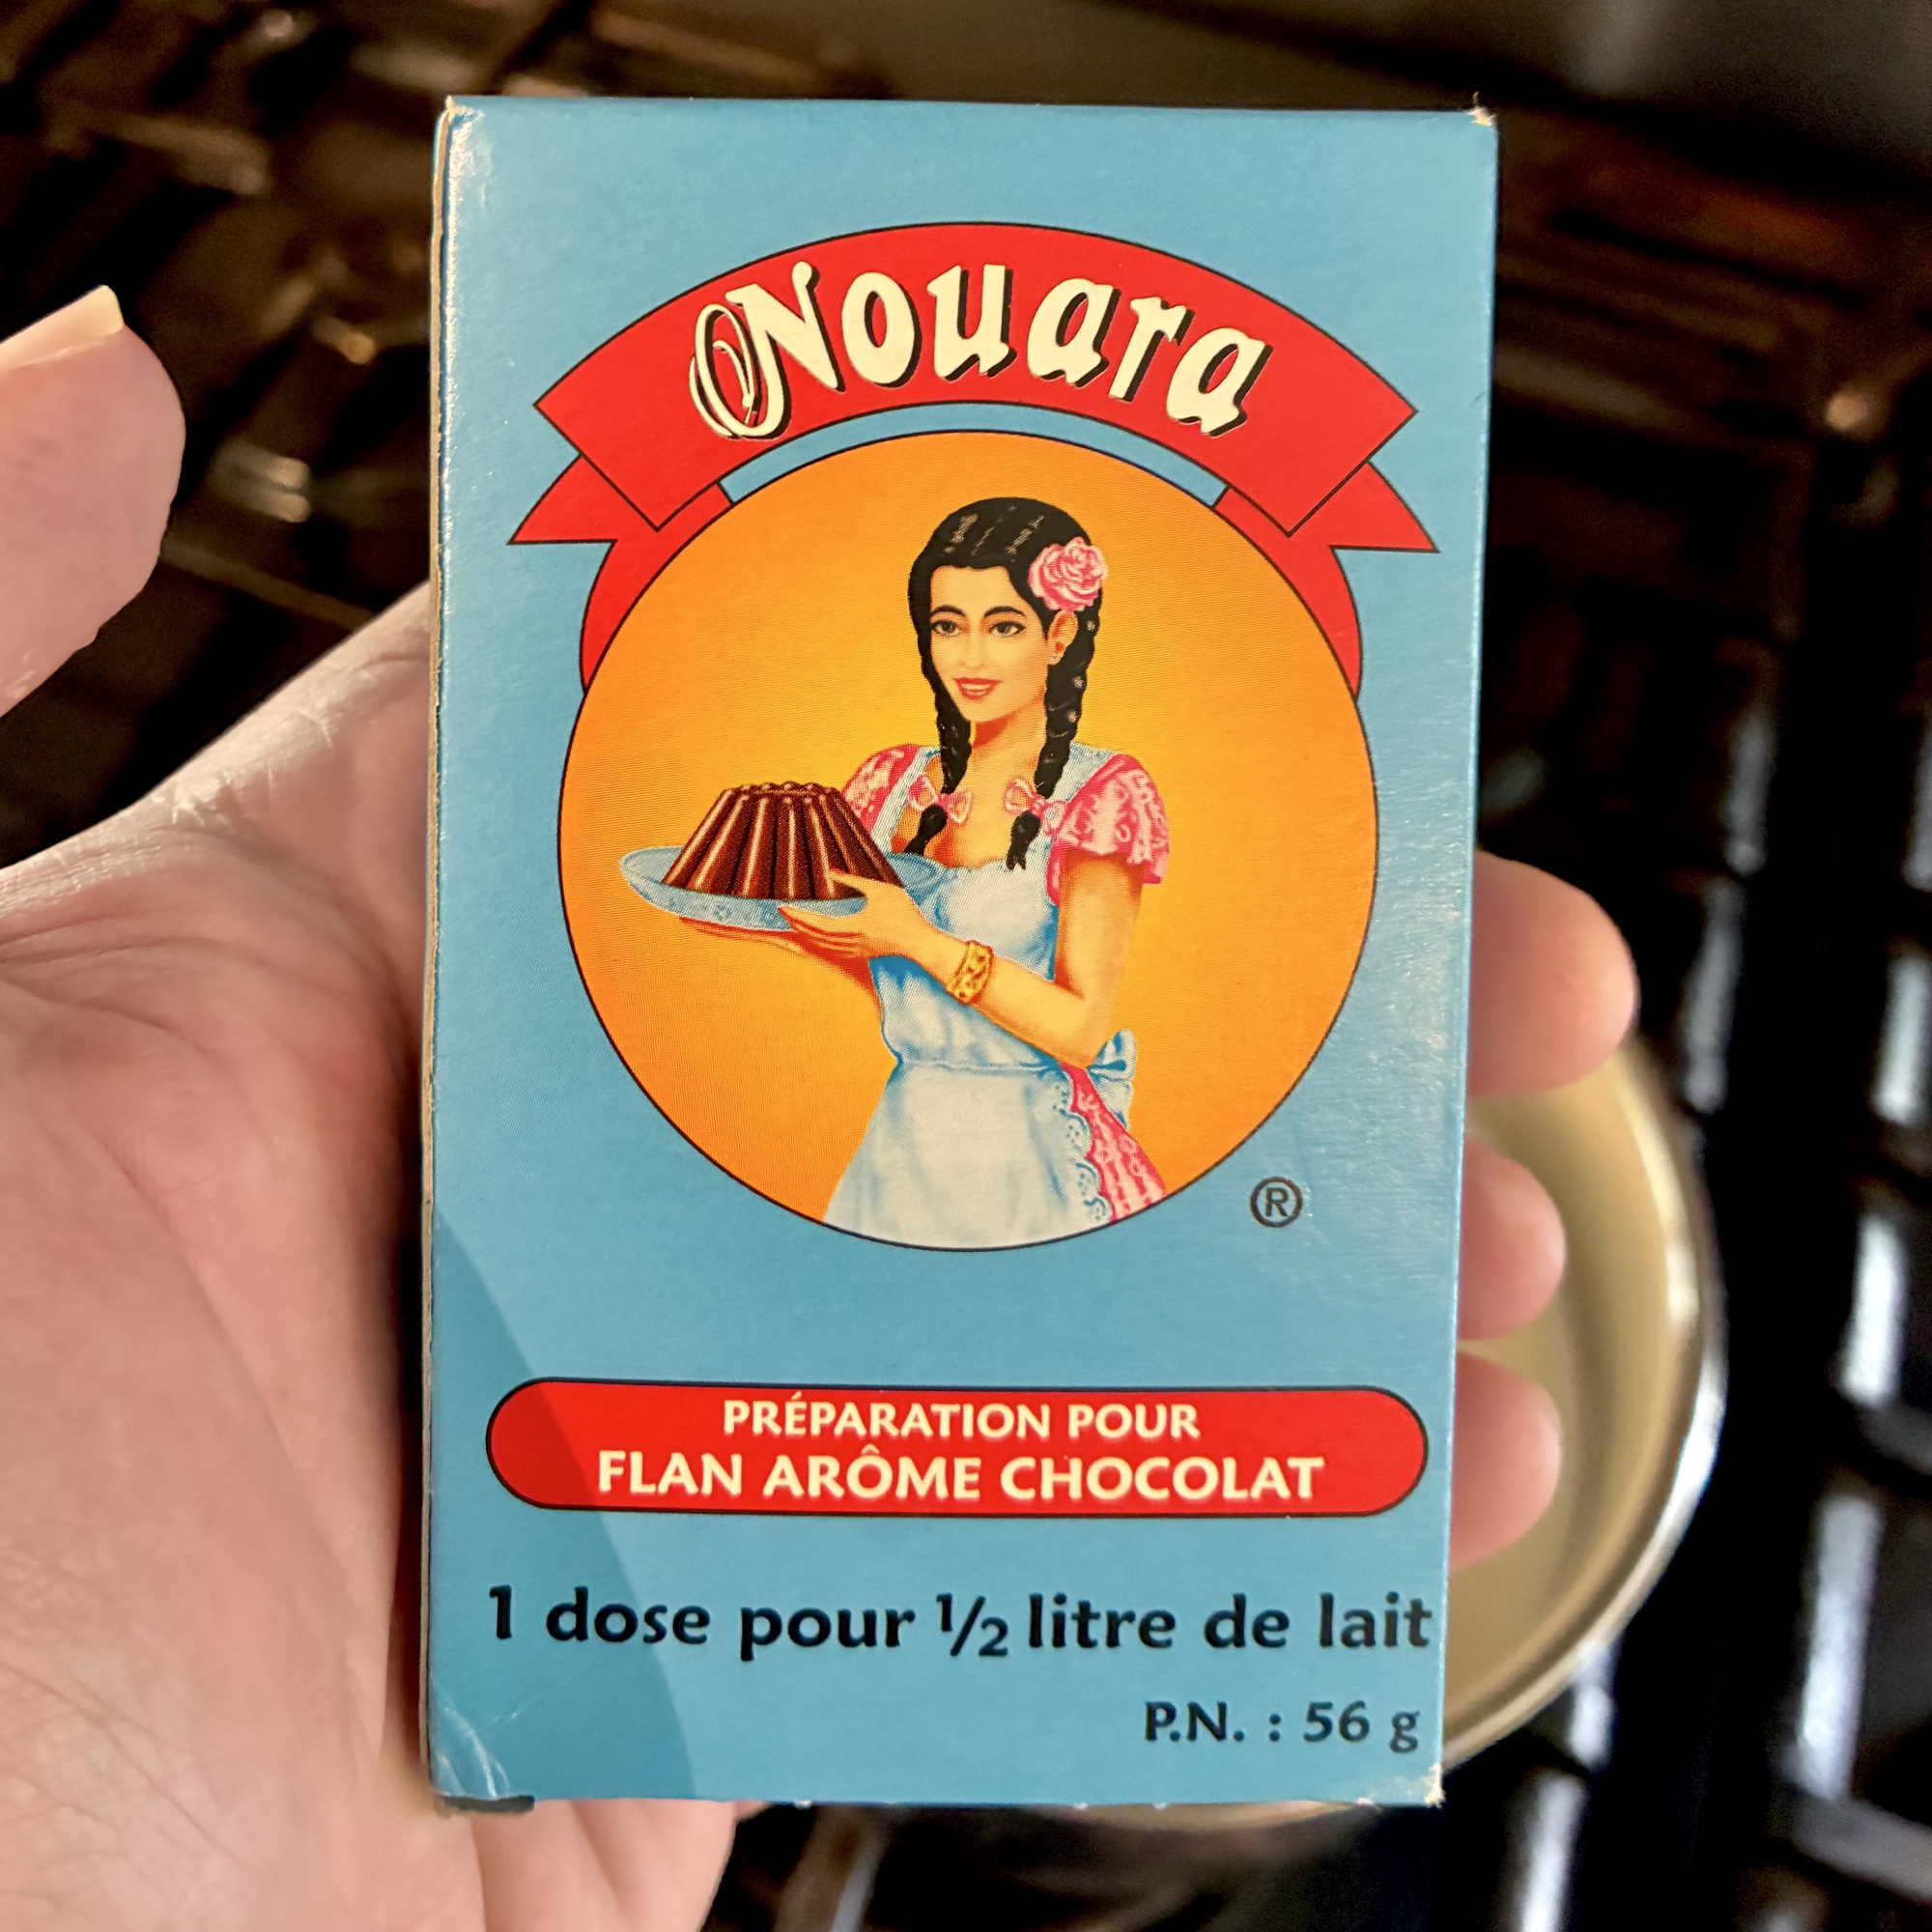 Nouara
®
PRÉPARATION POUR
FLAN ARÔME CHOCOLAT
1 dose pour ½ litre de lait
P.N. : 56 g